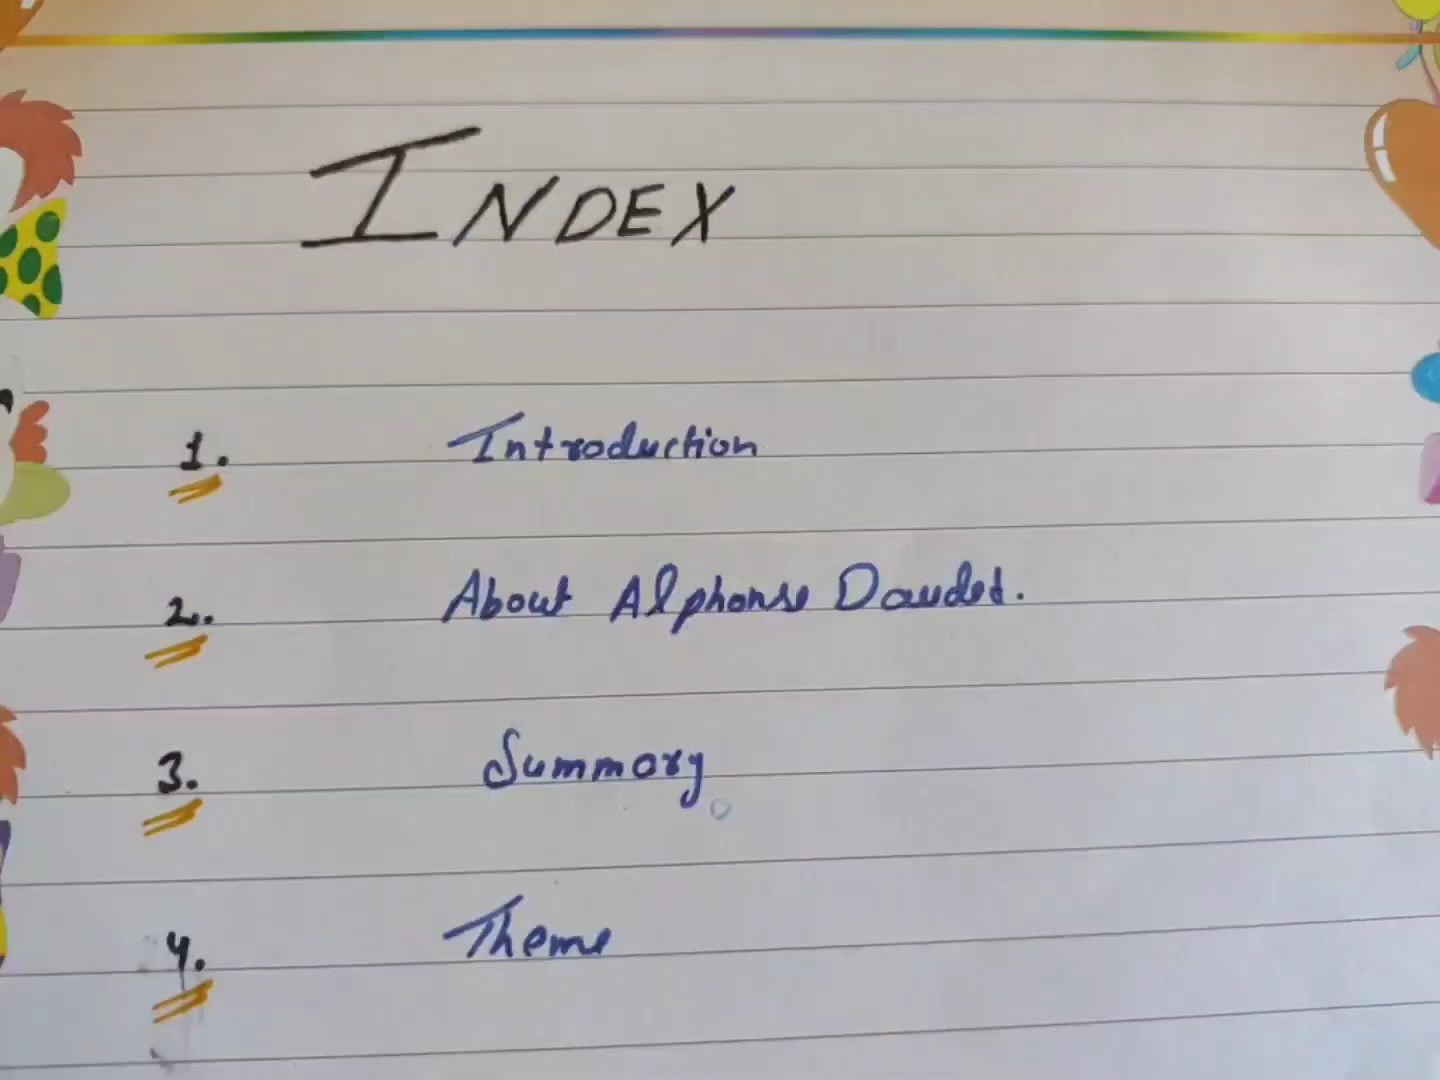 INDEX
1. Introduction
2. About Alphonse Daudet.
3. Summary
4. Theme